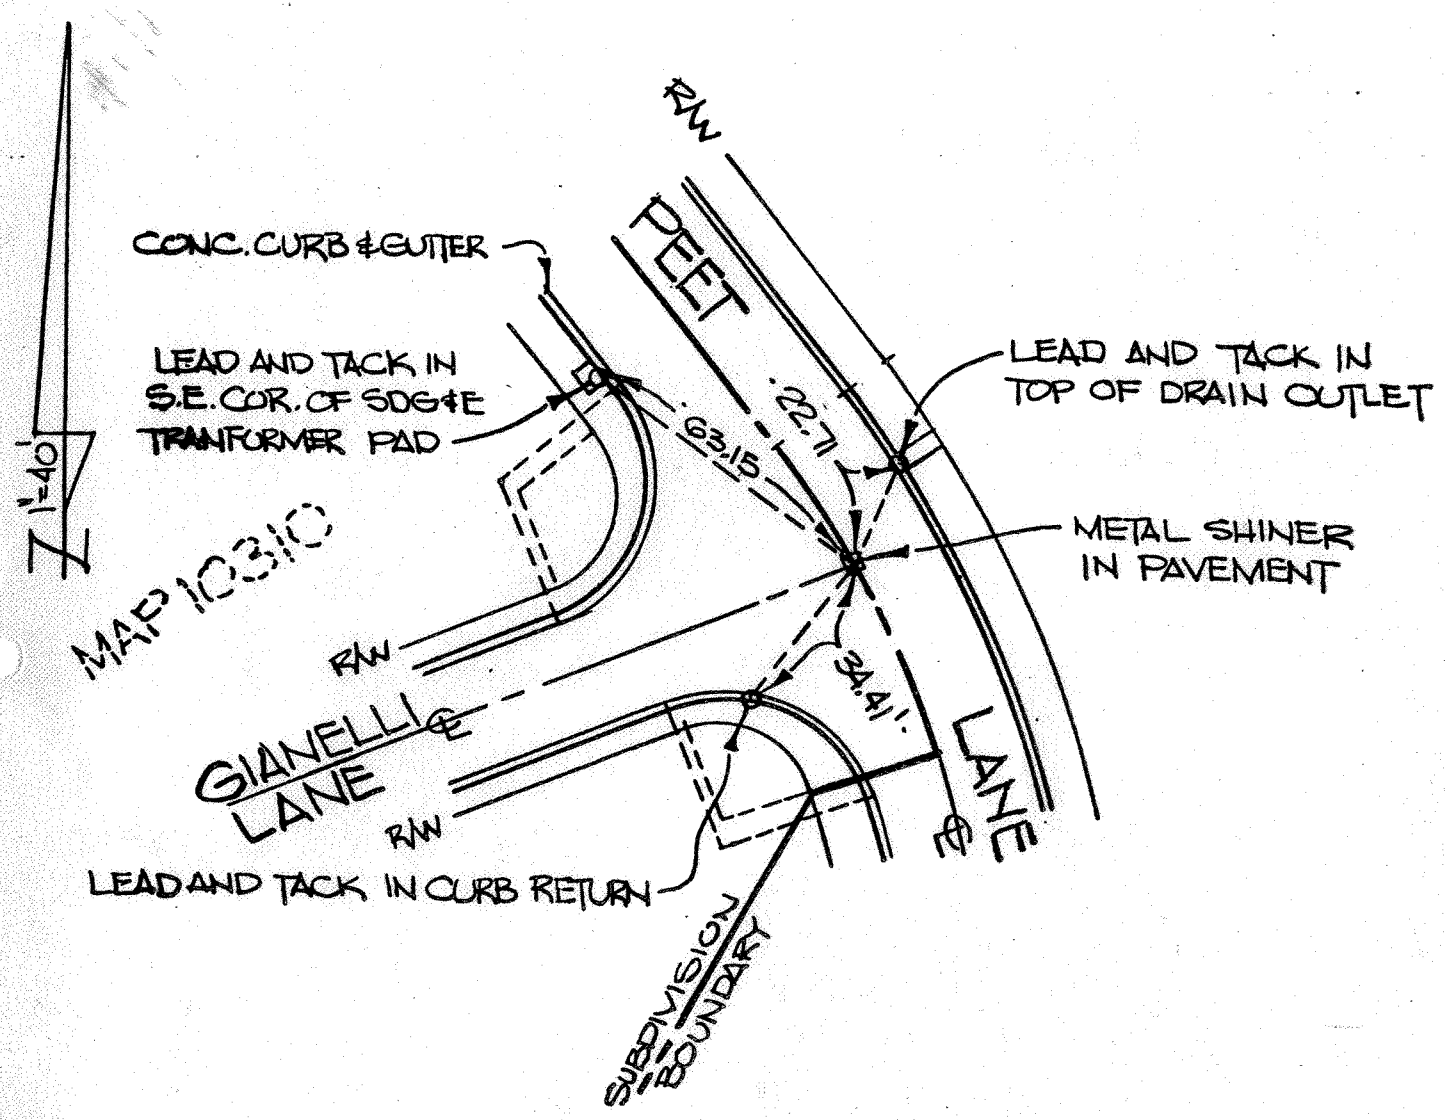 R/W
PEET
CONC. CURB & GUTTER
LEAD AND TACK IN
S.E. COR. OF SDG&E
TRANFORMER PAD
LEAD AND TACK IN
TOP OF DRAIN OUTLET
22.71'
63.15'
1"=40'
N
METAL SHINER
IN PAVEMENT
MAP 10310
R/W
34.41'
GIANELLI ℄
LANE
LANE
℄
R/W
LEAD AND TACK IN CURB RETURN
SUBDIVISION
BOUNDARY